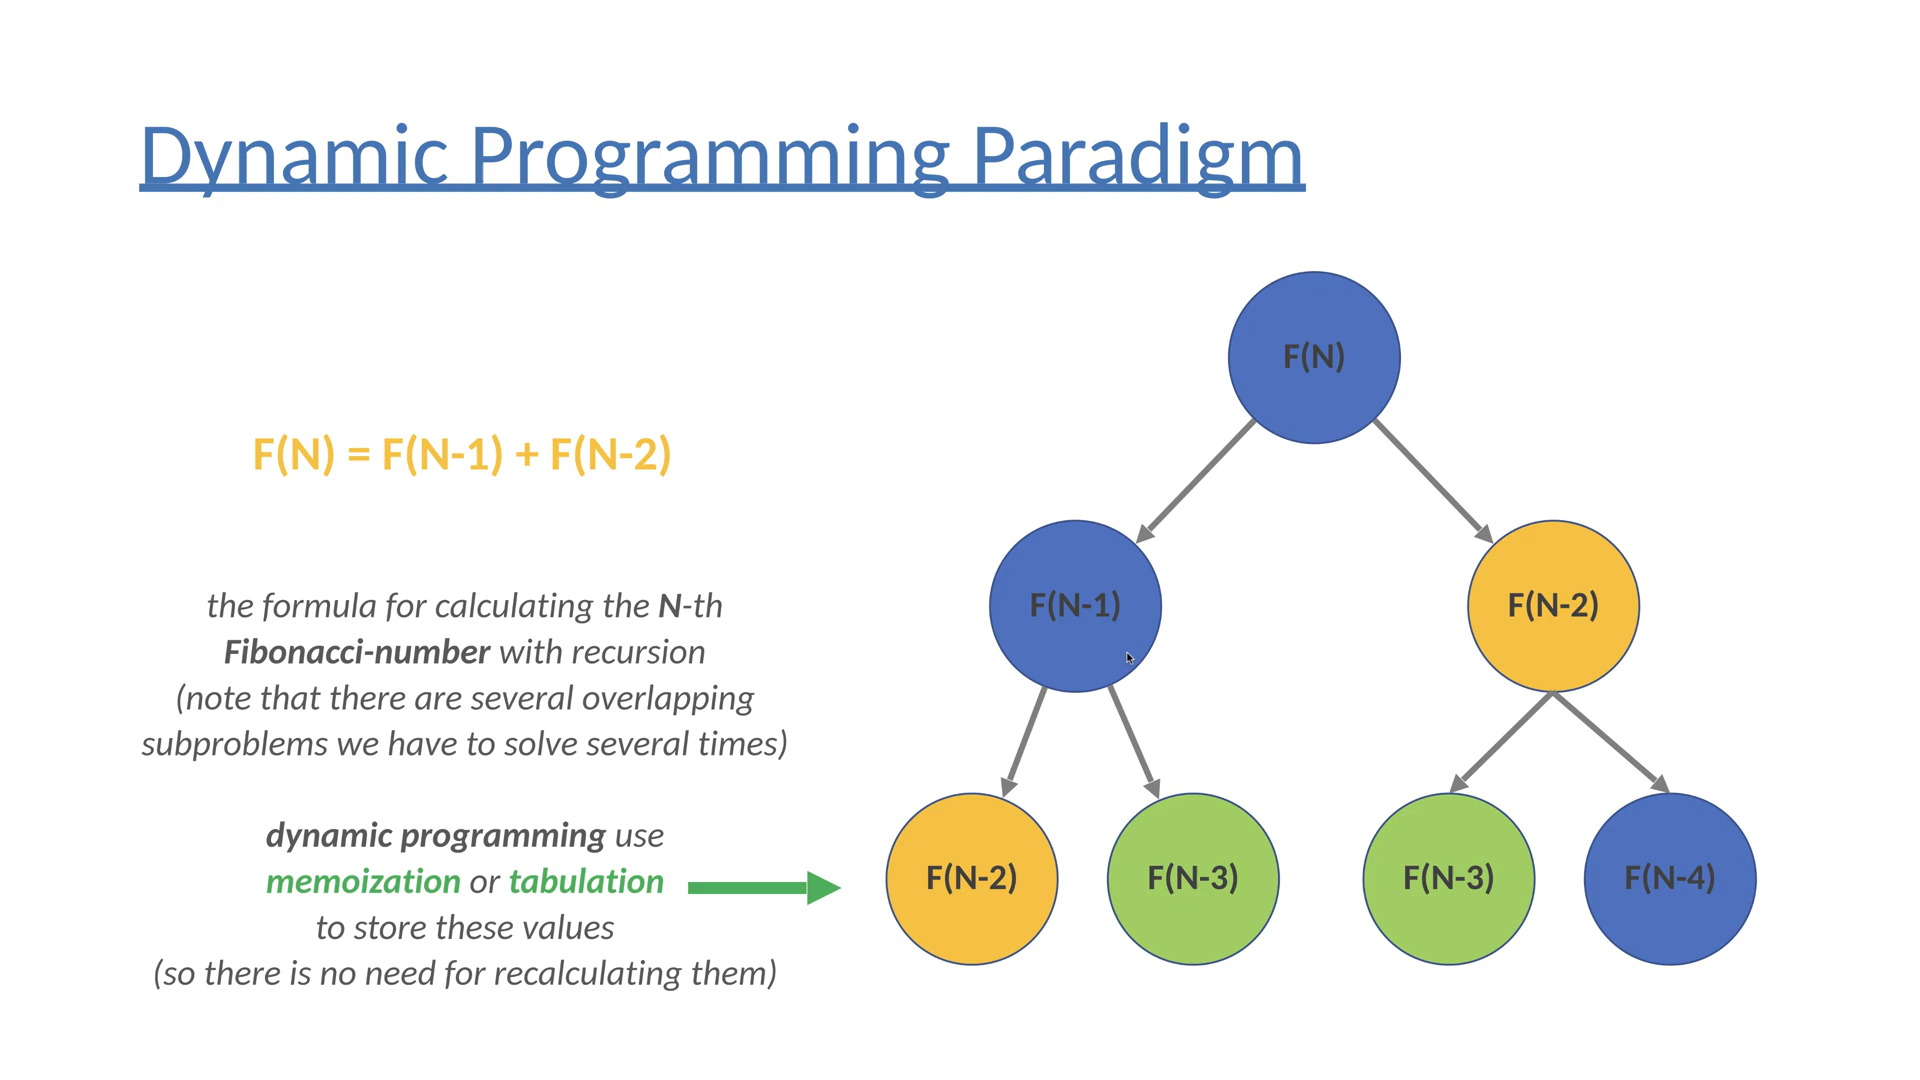 Dynamic Programming Paradigm
F(N) = F(N-1) + F(N-2)
the formula for calculating the N-th
Fibonacci-number with recursion
(note that there are several overlapping
subproblems we have to solve several times)
dynamic programming use
memoization or tabulation
to store these values
(so there is no need for recalculating them)
F(N)
F(N-1)
F(N-2)
F(N-2)
F(N-3)
F(N-3)
F(N-4)